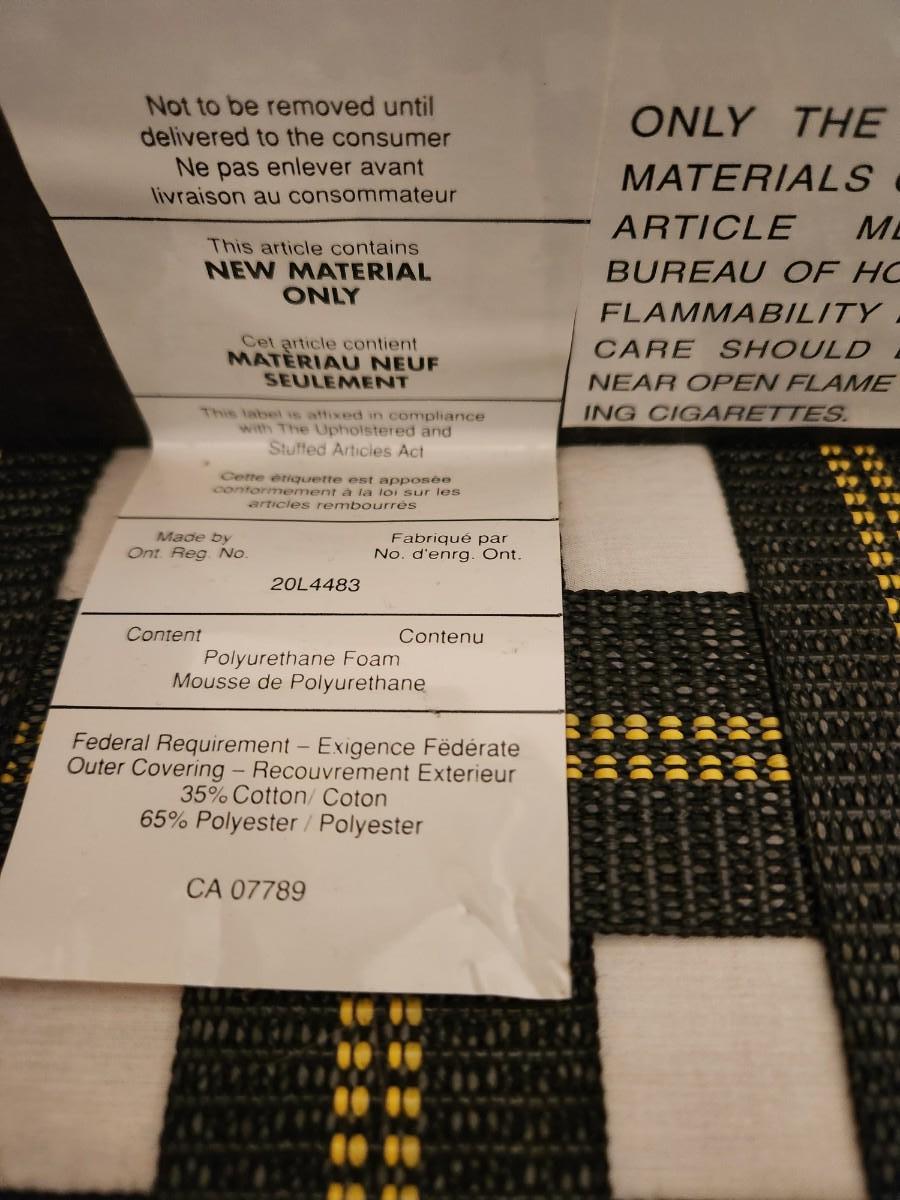 Not to be removed until
delivered to the consumer
Ne pas enlever avant
livraison au consommateur
This article contains
NEW MATERIAL
ONLY
Cet article contient
MATÈRIAU NEUF
SEULEMENT
This label is affixed in compliance
with The Upholstered and
Stuffed Articles Act
Cette étiquette est apposée
conformement à la loi sur les
articles rembourrès
Made by Fabriqué par
Ont. Reg. No. No. d'enrg. Ont.
20L4483
Content Contenu
Polyurethane Foam
Mousse de Polyurethane
Federal Requirement – Exigence Fëdérate
Outer Covering – Recouvrement Exterieur
35% Cotton/ Coton
65% Polyester / Polyester
CA 07789
ONLY THE
MATERIALS
ARTICLE
BUREAU OF
FLAMMABILITY
CARE SHOULD
NEAR OPEN FLAME
ING CIGARETTES.